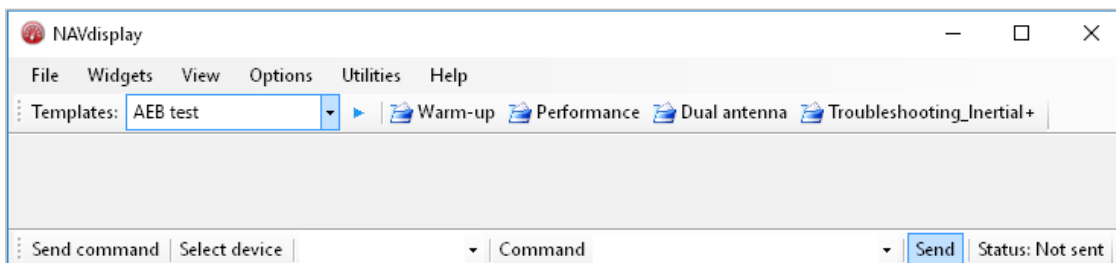 NAVdisplay
File Widgets View Options Utilities Help
Templates: AEB test Warm-up Performance Dual antenna Troubleshooting_Inertial+
Send command Select device Command Send Status: Not sent